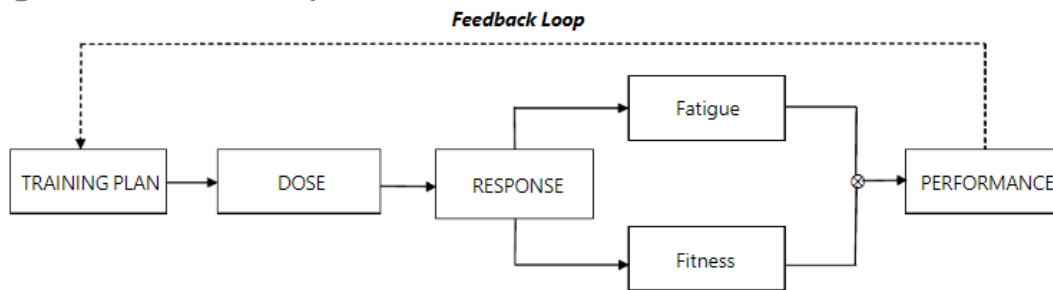 Feedback Loop
Fatigue
TRAINING PLAN
DOSE
RESPONSE
PERFORMANCE
Fitness